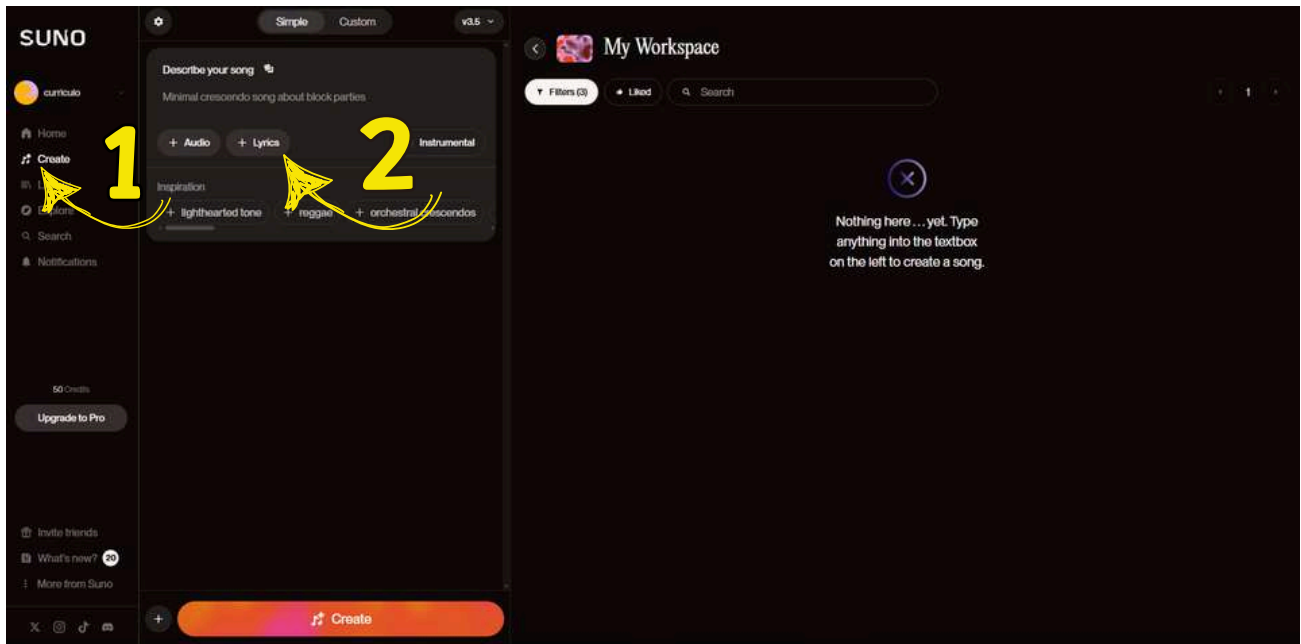 SUNO
curriculo
Home
Create
L
Explore
Search
Notifications
50 Credits
Upgrade to Pro
Invite friends
What's new? 20
More from Suno
1
Simple Custom v3.5
Describe your song
Minimal crescendo song about block parties
+ Audio + Lyrics Instrumental
2
Inspiration
+ lighthearted tone + reggae + orchestral crescendos
+ Create
My Workspace
Filters (3) Liked Search 1
Nothing here... yet. Type
anything into the textbox
on the left to create a song.